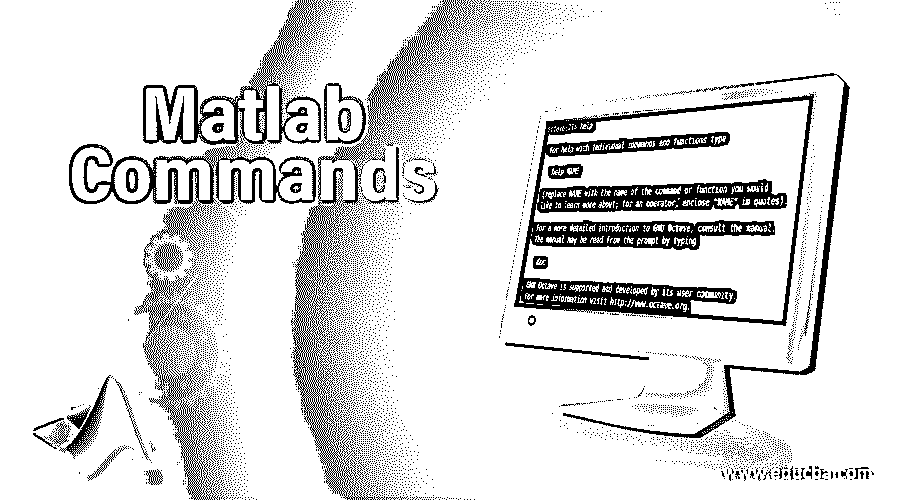 Matlab
Commands
octave:1> help
For help with individual commands and functions type
help NAME
(replace NAME with the name of the command or function you would
like to learn more about; for an operator, enclose "NAME", in quotes)
For a more detailed introduction to GNU Octave, consult the manual.
The manual may be read from the prompt by typing
doc
GNU Octave is supported and developed by its user community.
For more information visit http://www.octave.org.
www.educba.com